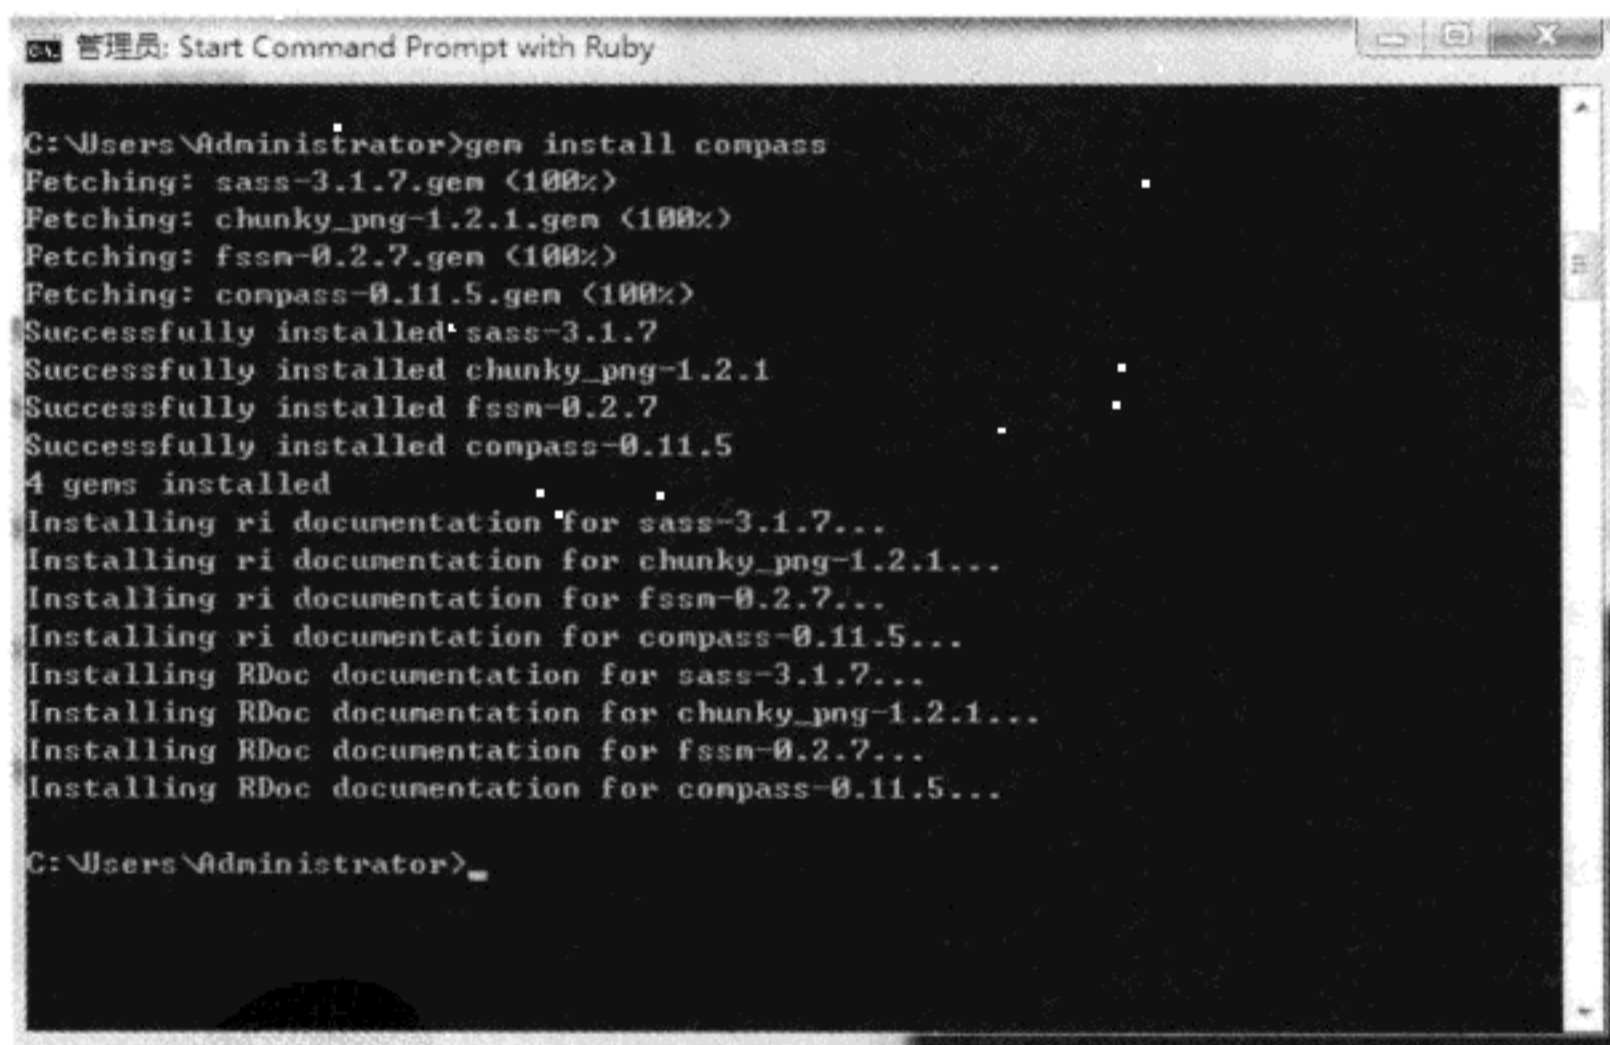 管理员: Start Command Prompt with Ruby
C:\Users\Administrator>gem install compass
Fetching: sass-3.1.7.gem (100%)
Fetching: chunky_png-1.2.1.gem (100%)
Fetching: fssm-0.2.7.gem (100%)
Fetching: compass-0.11.5.gem (100%)
Successfully installed sass-3.1.7
Successfully installed chunky_png-1.2.1
Successfully installed fssm-0.2.7
Successfully installed compass-0.11.5
4 gems installed
Installing ri documentation for sass-3.1.7...
Installing ri documentation for chunky_png-1.2.1...
Installing ri documentation for fssm-0.2.7...
Installing ri documentation for compass-0.11.5...
Installing RDoc documentation for sass-3.1.7...
Installing RDoc documentation for chunky_png-1.2.1...
Installing RDoc documentation for fssm-0.2.7...
Installing RDoc documentation for compass-0.11.5...
C:\Users\Administrator>_